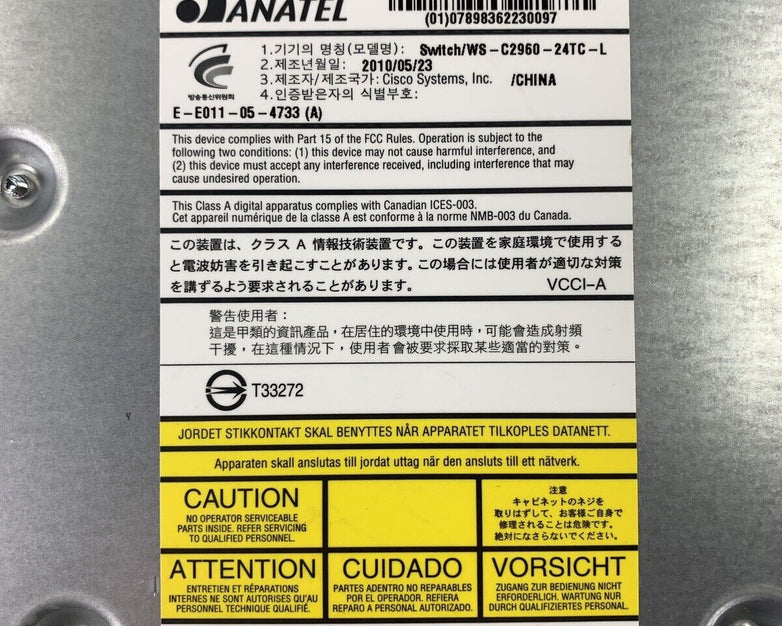 ANATEL
(01)07898362230097
방송통신위원회
1.기기의 명칭(모델명): Switch/WS-C2960-24TC-L
2.제조년월일: 2010/05/23
3.제조자/제조국가: Cisco Systems, Inc. /CHINA
4.인증받은자의 식별부호:
E-E011-05-4733 (A)
This device complies with Part 15 of the FCC Rules. Operation is subject to the
following two conditions: (1) this device may not cause harmful interference, and
(2) this device must accept any interference received, including interference that may
cause undesired operation.
This Class A digital apparatus complies with Canadian ICES-003.
Cet appareil numérique de la classe A est conforme à la norme NMB-003 du Canada.
この装置は、クラス A 情報技術装置です。この装置を家庭環境で使用する
と電波妨害を引き起こすことがあります。この場合には使用者が適切な対策
を講ずるよう要求されることがあります。 VCCI-A
警告使用者：
這是甲類的資訊產品，在居住的環境中使用時，可能會造成射頻
干擾，在這種情況下，使用者會被要求採取某些適當的對策。
T33272
JORDET STIKKONTAKT SKAL BENYTTES NÅR APPARATET TILKOPLES DATANETT.
Apparaten skall anslutas till jordat uttag när den ansluts till ett nätverk.
CAUTION
NO OPERATOR SERVICEABLE
PARTS INSIDE. REFER SERVICING
TO QUALIFIED PERSONNEL.
注意
キャビネットのネジを
取りはずして、お客様ご自身で
修理されることは危険です。
絶対になさらないでください。
ATTENTION
ENTRETIEN ET RÉPARATIONS
INTERNES NE SONT AUTORISÉS QU'AU
PERSONNEL TECHNIQUE QUALIFIÉ.
CUIDADO
PARTES ADENTRO NO REPARABLES
POR EL OPERADOR. REFIERA
REPARO A PERSONAL AUTORIZADO.
VORSICHT
ZUGANG ZUR BEDIENUNG NICHT
ERFORDERLICH. WARTUNG NUR
DURCH QUALIFIZIERTES PERSONAL.